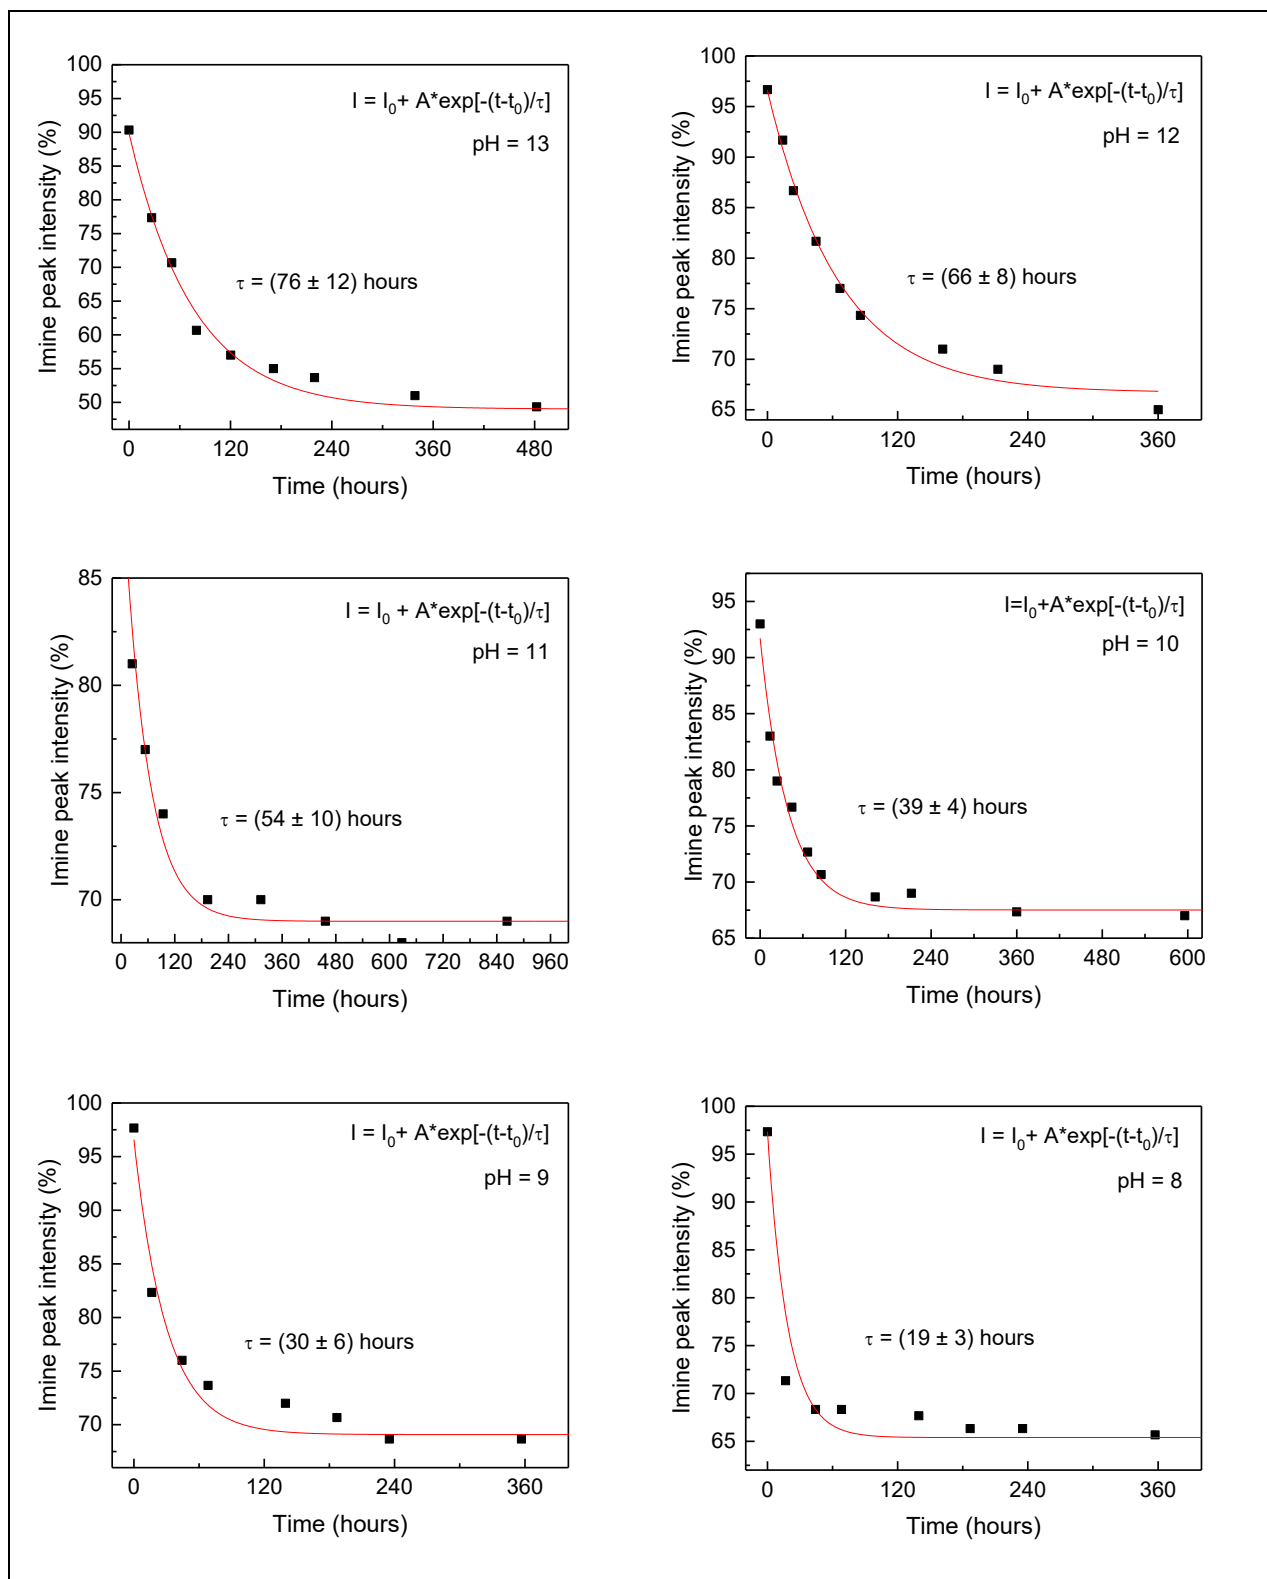 I = I₀+ A*exp[-(t-t₀)/τ]
pH = 13
τ = (76 ± 12) hours
Imine peak intensity (%)
100
95
90
85
80
75
70
65
60
55
50
0 120 240 360 480
Time (hours)
I = I₀+ A*exp[-(t-t₀)/τ]
pH = 12
τ = (66 ± 8) hours
Imine peak intensity (%)
100
95
90
85
80
75
70
65
0 120 240 360
Time (hours)
I = I₀ + A*exp[-(t-t₀)/τ]
pH = 11
τ = (54 ± 10) hours
Imine peak intensity (%)
85
80
70
0 120 240 360 480 600 720 840 960
Time (hours)
I=I₀+A*exp[-(t-t₀)/τ]
pH = 10
τ = (39 ± 4) hours
Imine peak intensity (%)
95
90
85
80
75
70
65
0 120 240 360 480 600
Time (hours)
I = I₀+ A*exp[-(t-t₀)/τ]
pH = 9
τ = (30 ± 6) hours
Imine peak intensity (%)
100
95
90
85
80
75
70
0 120 240 360
Time (hours)
I = I₀+ A*exp[-(t-t₀)/τ]
pH = 8
τ = (19 ± 3) hours
Imine peak intensity (%)
100
95
90
85
80
75
70
65
0 120 240 360
Time (hours)